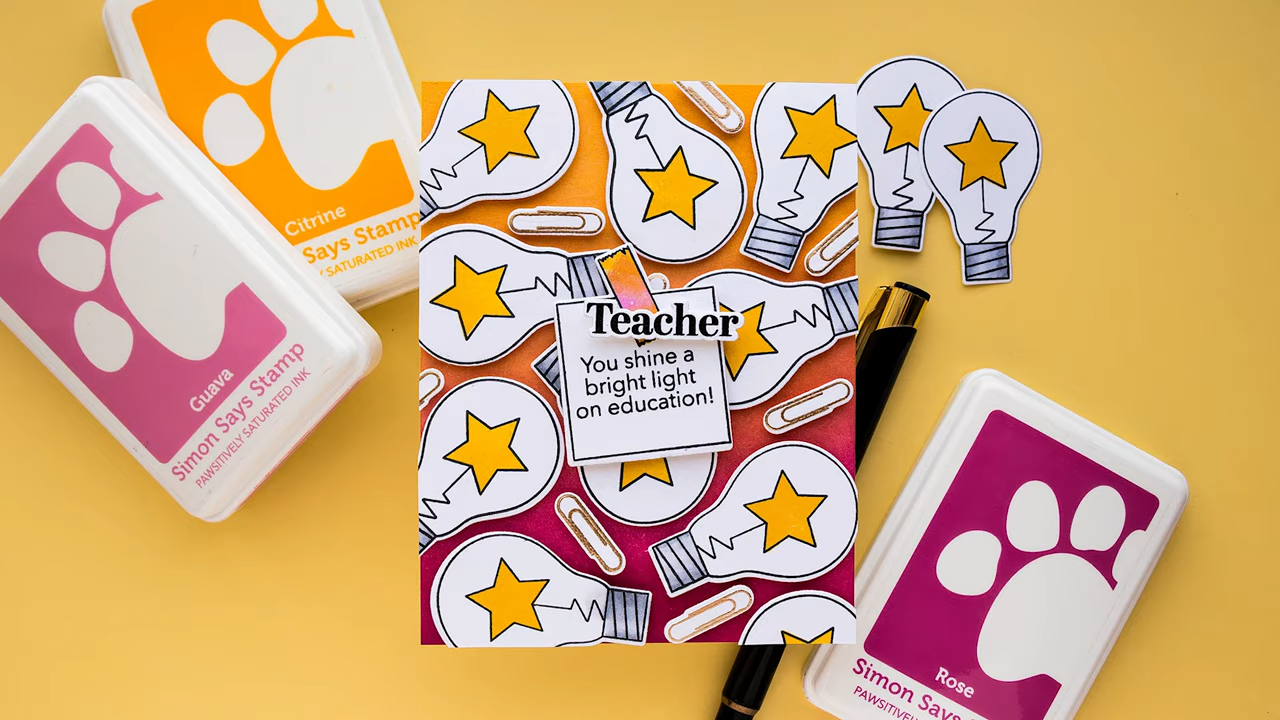 Citrine
Says Stamp
SATURATED INK
Guava
Simon Says Stamp
PAWSITIVELY SATURATED INK
Teacher
You shine a
bright light
on education!
Rose
Simon Says